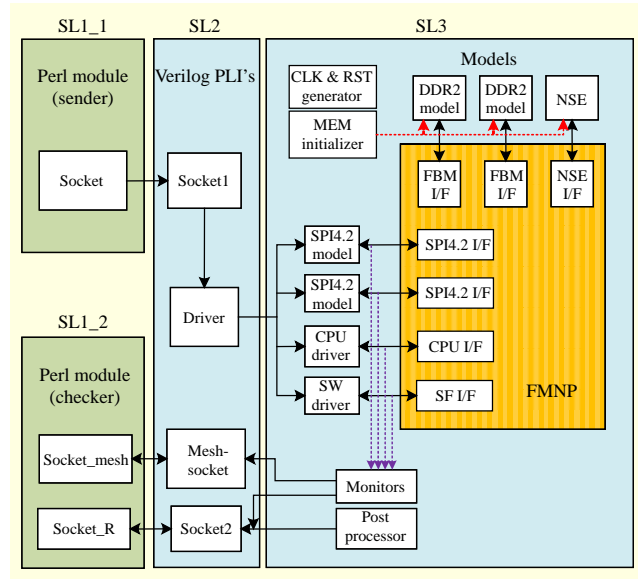 SL1_1
SL2
SL3
Perl module
(sender)
Socket
Verilog PLI's
Socket1
Driver
Models
CLK & RST
generator
MEM
initializer
DDR2
model
DDR2
model
NSE
FBM
I/F
FBM
I/F
NSE
I/F
SPI4.2
model
SPI4.2 I/F
SPI4.2
model
SPI4.2 I/F
CPU
driver
CPU I/F
SW
driver
SF I/F
FMNP
SL1_2
Perl module
(checker)
Socket_mesh
Mesh-
socket
Monitors
Socket_R
Socket2
Post
processor